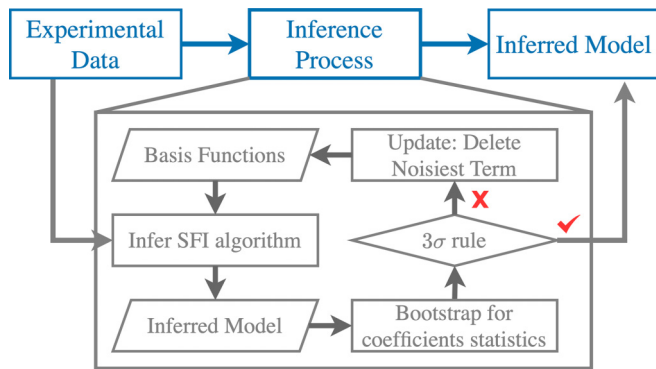 Experimental
Data
Inference
Process
Inferred Model
Basis Functions
Update: Delete
Noisiest Term
X
Infer SFI algorithm
3σ rule
Inferred Model
Bootstrap for
coefficients statistics